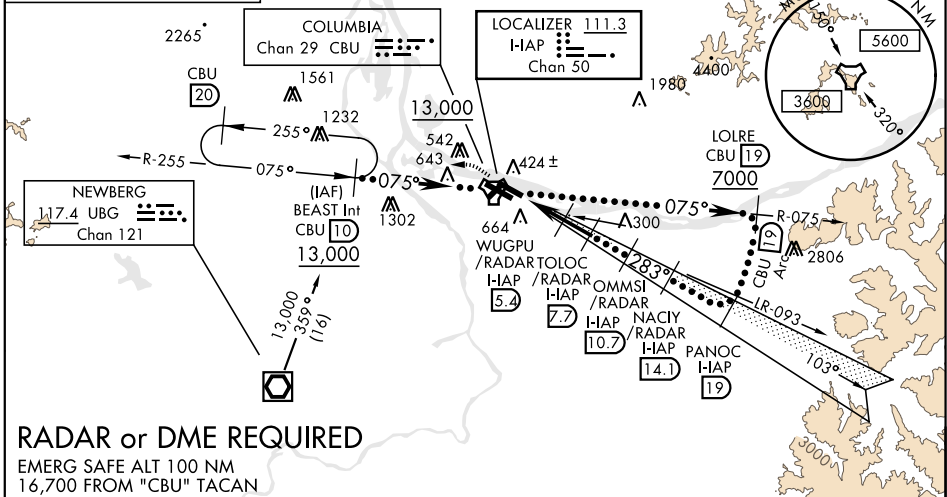 COLUMBIA
Chan 29 CBU
LOCALIZER 111.3
I-IAP
Chan 50
NM
150°
5600
3600
320°
2265
CBU
20
1561
1232
255°
R-255
075°
13,000
542
643
424 ±
1980
4400
LOLRE
CBU 19
7000
NEWBERG
117.4 UBG
Chan 121
(IAF)
BEAST Int
CBU 10
13,000
1302
075°
664
300
075°
R-075
CBU 19
Arc
2806
WUGPU
/RADAR
I-IAP
5.4
TOLOC
/RADAR
I-IAP
7.7
OMMSI
/RADAR
I-IAP
10.7
NACIY
/RADAR
I-IAP
14.1
PANOC
I-IAP
19
283°
LR-093
103°
13,000
359°
(16)
3000
RADAR or DME REQUIRED
EMERG SAFE ALT 100 NM
16,700 FROM "CBU" TACAN